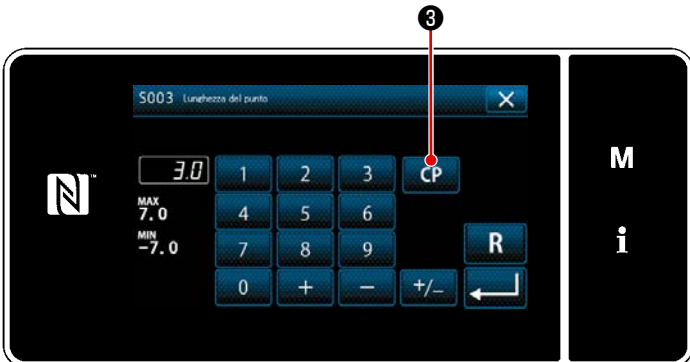 ❸
S003 Lunghezza del punto
3.0 1 2 3 CP
MAX
7.0 4 5 6
MIN
-7.0 7 8 9 R
0 + − +/−
M
i
N